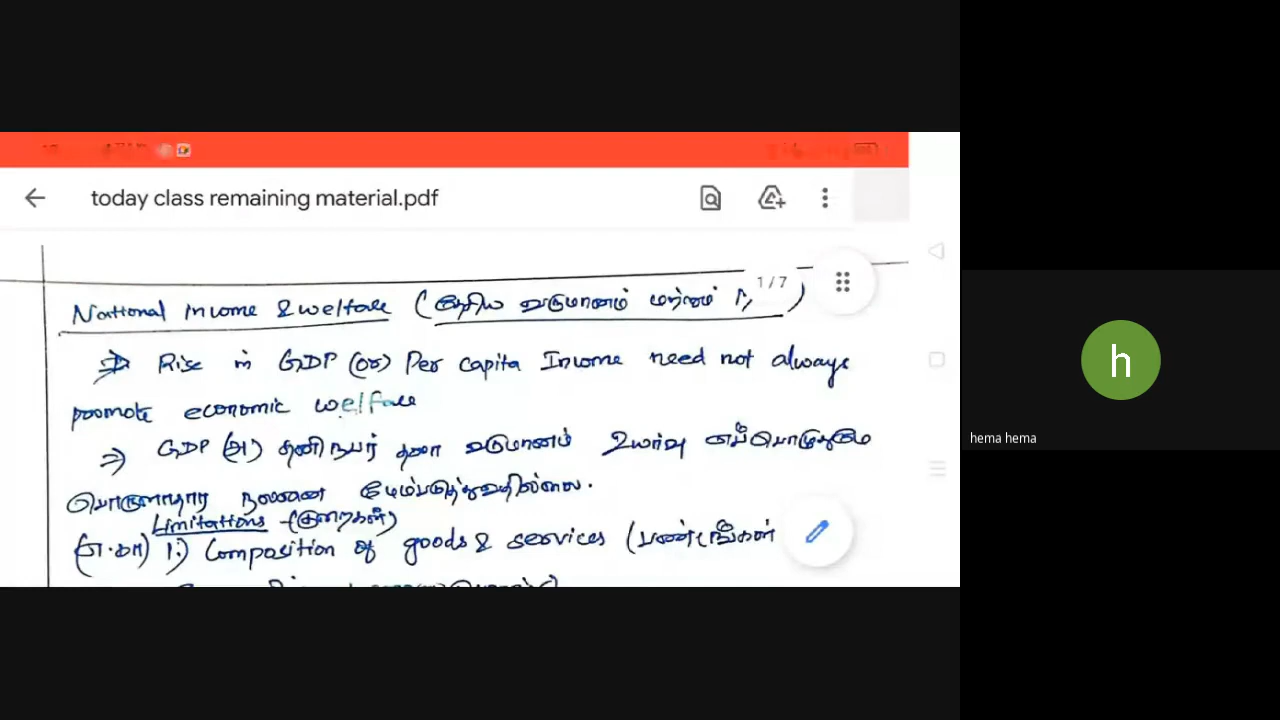 today class remaining material.pdf
1/7
National Income & welfare (தேசிய வருமானம் மற்றும்
⇒ Rise in GDP (or) Per capita Income need not always
promote economic welfare
⇒ GDP (அ) தனிநபர் தலா வருமானம் உயர்வு எப்பொழுதுமே
பொருளாதார நலனை மேம்படுத்துவதில்லை.
Limitations - (குறைகள்)
(எ.கா) 1.) Composition of goods & services (பண்டங்கள்
h
hema hema